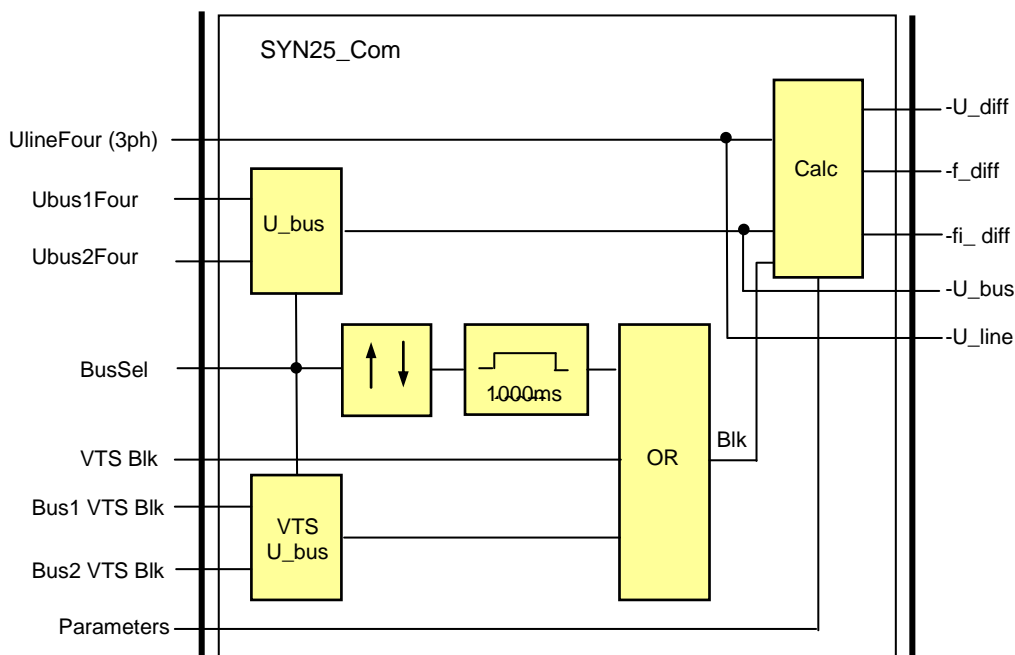 SYN25_Com
UlineFour (3ph)
Ubus1Four
Ubus2Four
BusSel
VTS Blk
Bus1 VTS Blk
Bus2 VTS Blk
Parameters
U_bus
1000ms
VTS
U_bus
OR
Blk
Calc
-U_diff
-f_diff
-fi_ diff
-U_bus
-U_line